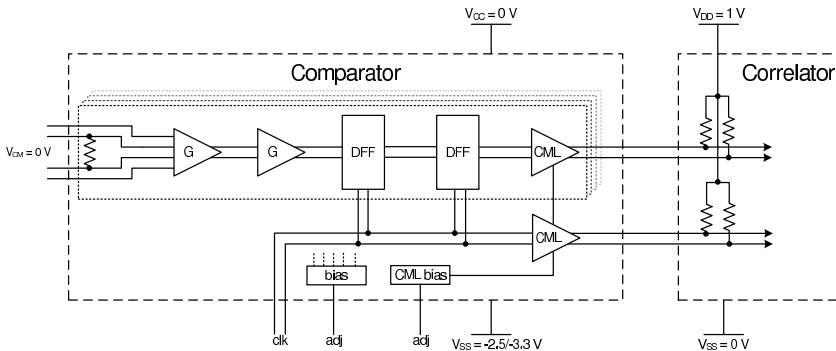 V_CC = 0 V
V_DD = 1 V
Comparator
Correlator
V_CM = 0 V
G
G
DFF
DFF
CML
CML
bias
CML bias
clk
adj
adj
V_SS = -2.5/-3.3 V
V_SS = 0 V